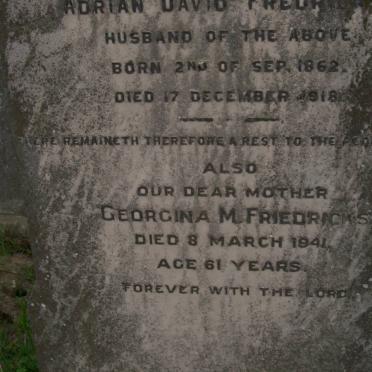 ADRIAN DAVID
HUSBAND OF THE ABOVE
BORN 2ND OF SEP. 1862.
DIED 17 DECEMBER 1918.
REMAINETH THEREFORE A REST TO THE
ALSO
OUR DEAR MOTHER
GEORGINA M. FRIEDRICKS
DIED 8 MARCH 1941.
AGE 61 YEARS.
FOREVER WITH THE LORD.